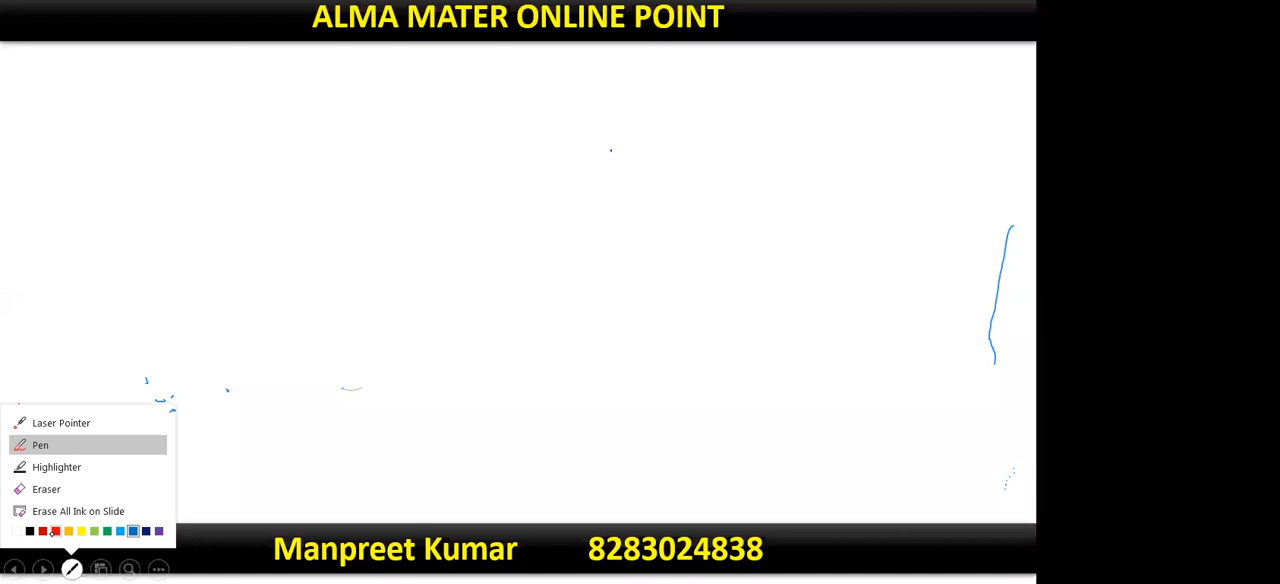 ALMA MATER ONLINE POINT
Laser Pointer
Pen
Highlighter
Eraser
Erase All Ink on Slide
Manpreet Kumar 8283024838